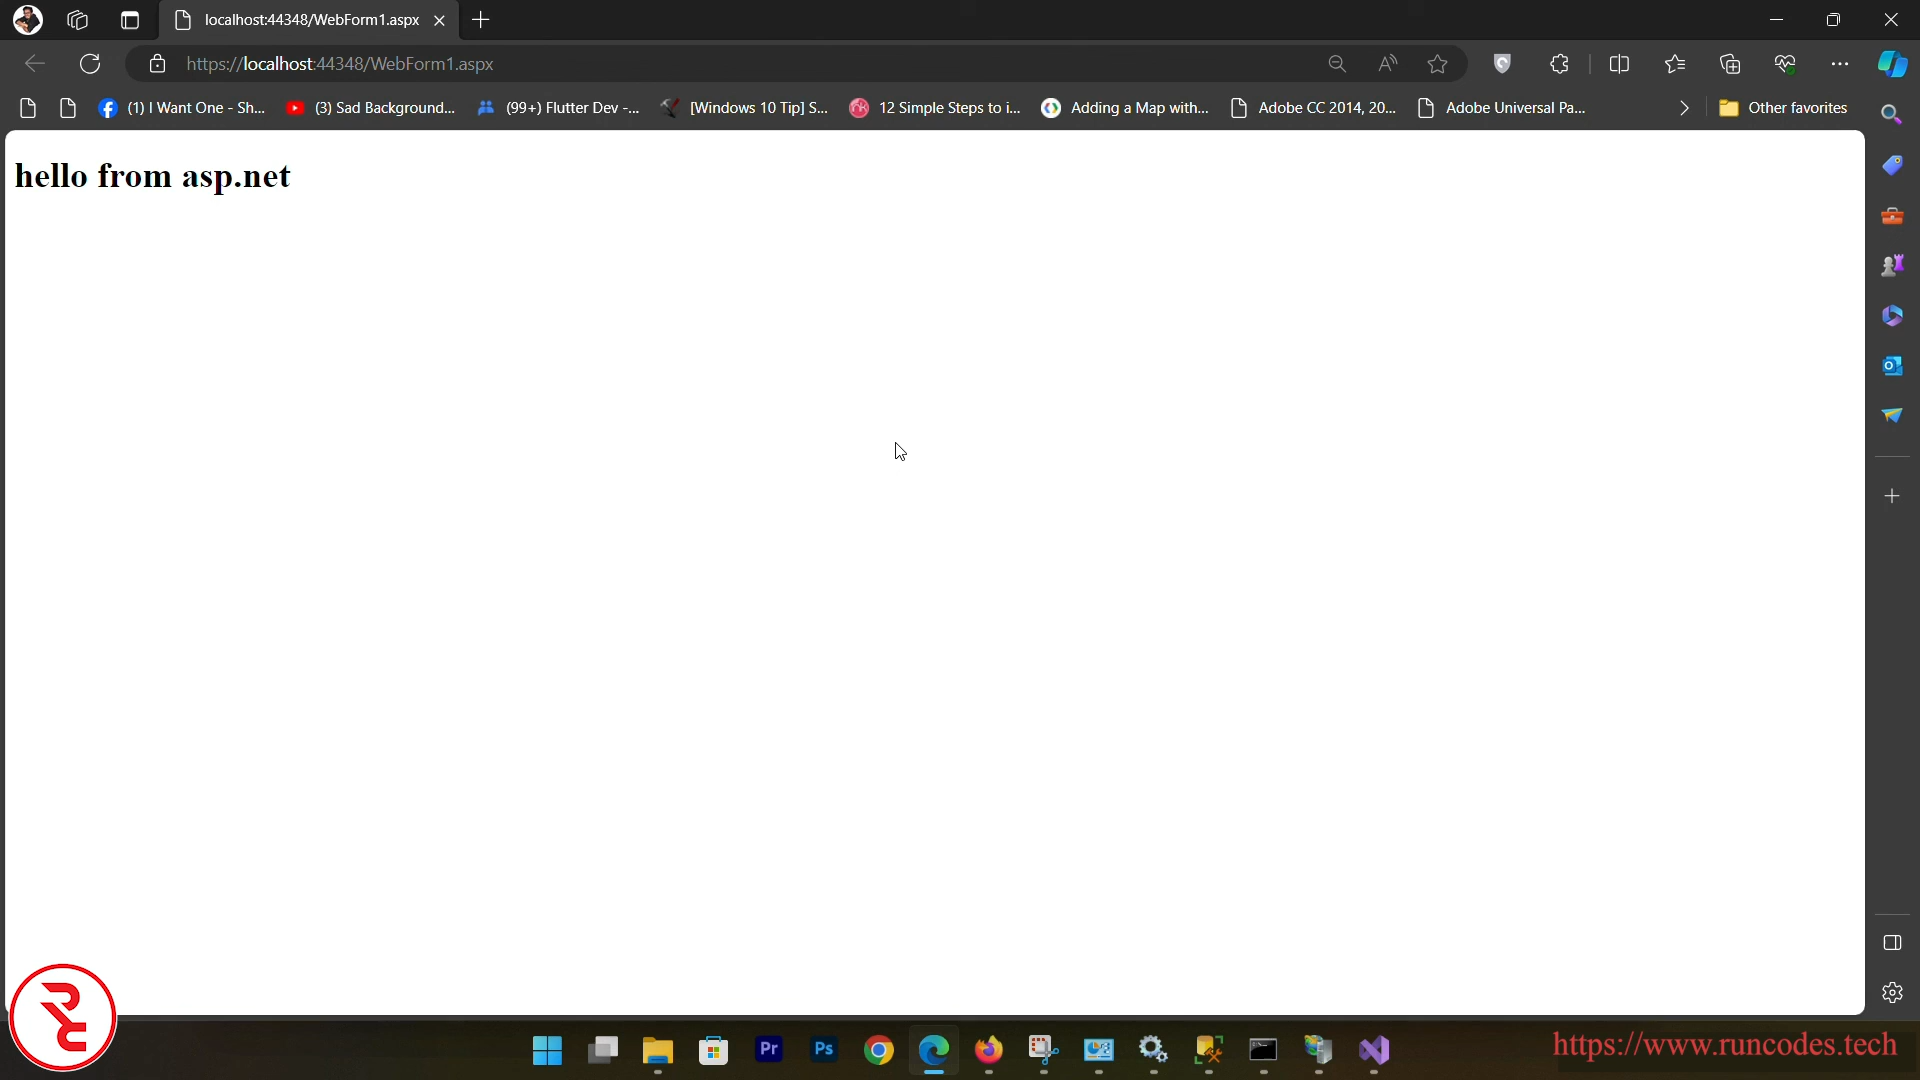 localhost:44348/WebForm1.aspx
https://localhost:44348/WebForm1.aspx
(1) I Want One - Sh... (3) Sad Background... (99+) Flutter Dev -... [Windows 10 Tip] S... 12 Simple Steps to i... Adding a Map with... Adobe CC 2014, 20... Adobe Universal Pa... Other favorites
hello from asp.net
Pr Ps
https://www.runcodes.tech